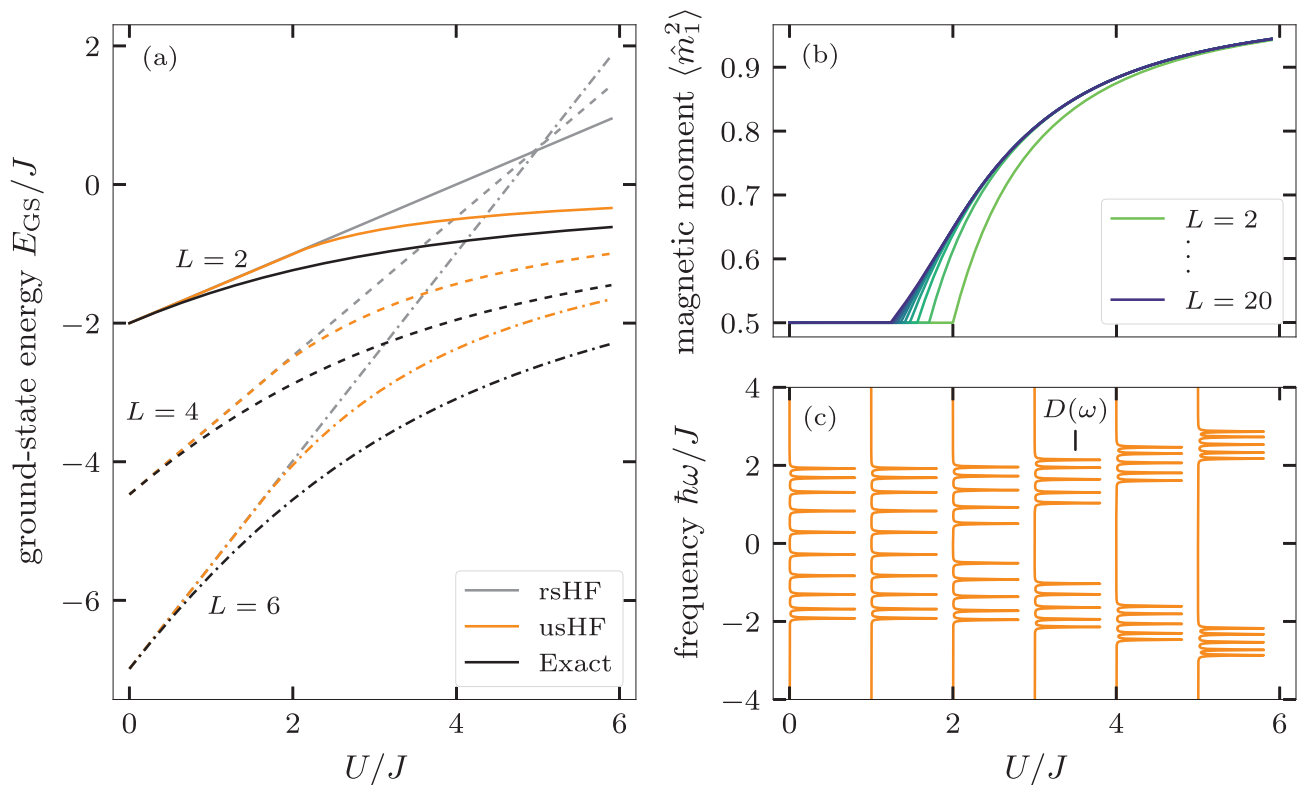 (a)
ground-state energy E_GS/J
2
0
−2
−4
−6
L = 2
L = 4
L = 6
rsHF
usHF
Exact
0
2
4
6
U/J
(b)
magnetic moment ⟨m̂₁²⟩
0.9
0.8
0.7
0.6
0.5
L = 2
L = 20
(c)
D(ω)
frequency ħω/J
4
2
0
−2
−4
0
2
4
6
U/J